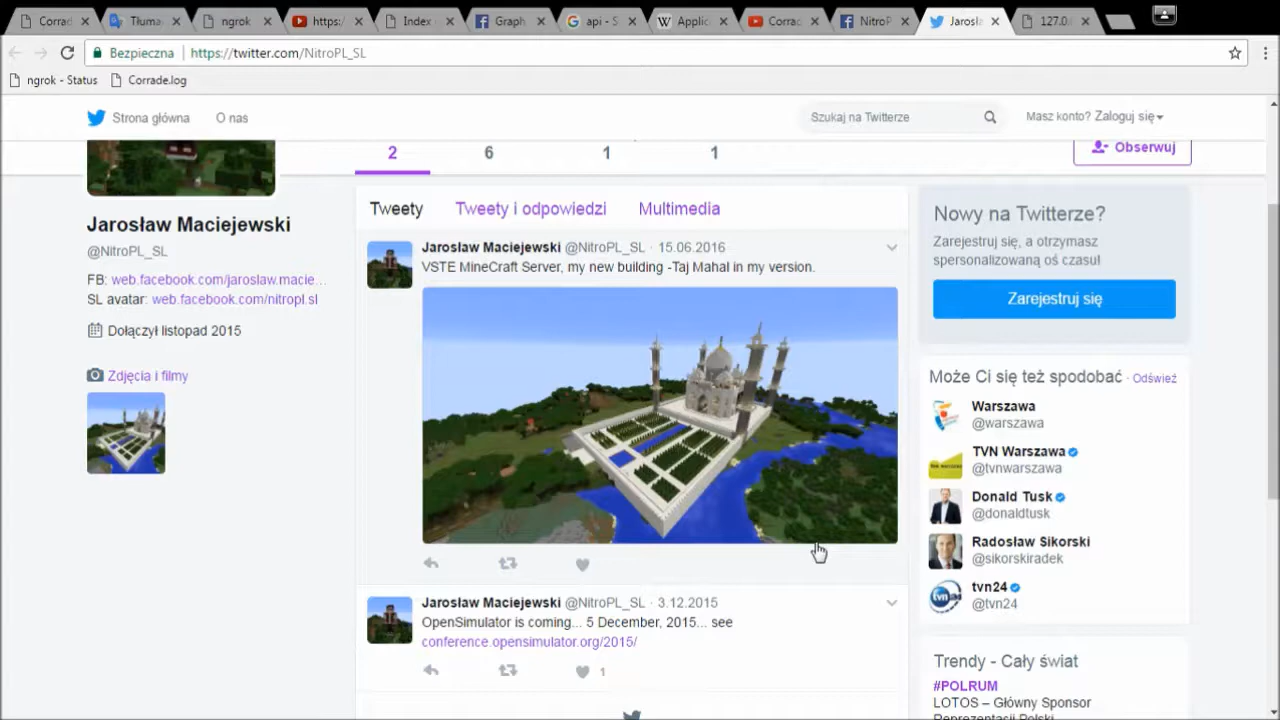 Corrad
Tłuma
ngrok
https:/
Index
Graph
api - S
Applic
Corrad
NitroP
Jarosła
127.0.
Bezpieczna
https://twitter.com/NitroPL_SL
ngrok - Status
Corrade.log
Strona główna
O nas
Szukaj na Twitterze
Masz konto? Zaloguj się
2
6
1
1
Obserwuj
Jarosław Maciejewski
@NitroPL_SL
FB: web.facebook.com/jaroslaw.macie...
SL avatar: web.facebook.com/nitropl.sl
Dołączył listopad 2015
Zdjęcia i filmy
Tweety
Tweety i odpowiedzi
Multimedia
Jarosław Maciejewski @NitroPL_SL · 15.06.2016
VSTE MineCraft Server, my new building -Taj Mahal in my version.
Jarosław Maciejewski @NitroPL_SL · 3.12.2015
OpenSimulator is coming... 5 December, 2015... see
conference.opensimulator.org/2015/
1
Nowy na Twitterze?
Zarejestruj się, a otrzymasz
spersonalizowaną oś czasu!
Zarejestruj się
Może Ci się też spodobać · Odśwież
Warszawa
@warszawa
TVN Warszawa
@tvnwarszawa
Donald Tusk
@donaldtusk
Radosław Sikorski
@sikorskiradek
tvn24
@tvn24
Trendy - Cały świat
#POLRUM
LOTOS – Główny Sponsor
Reprezentacji Polski